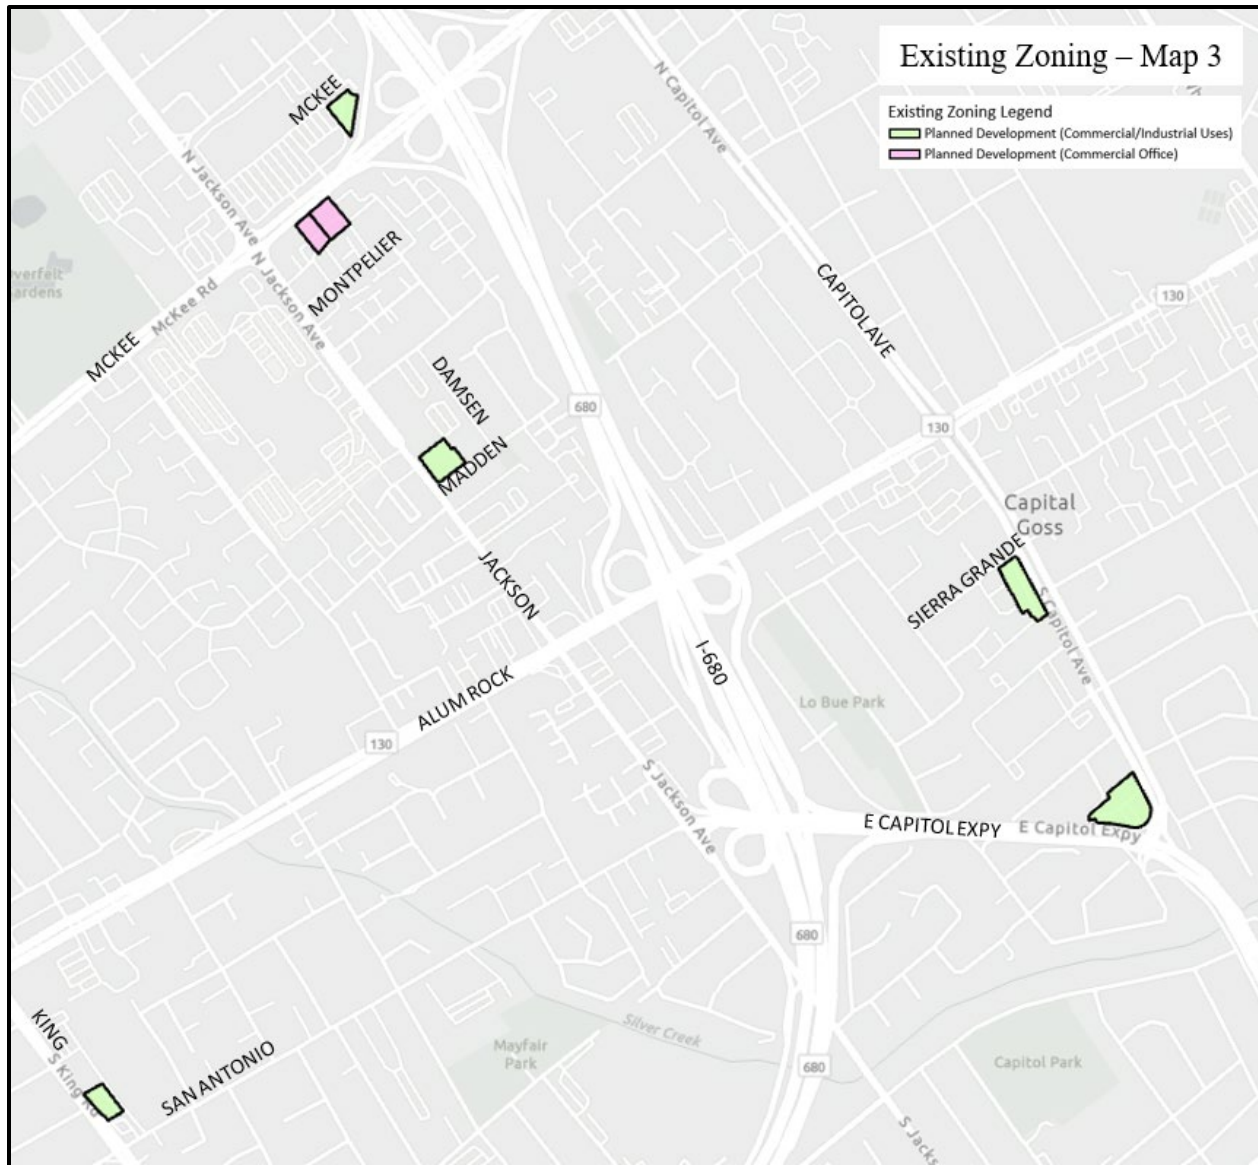 Existing Zoning – Map 3
Existing Zoning Legend
Planned Development (Commercial/Industrial Uses)
Planned Development (Commercial Office)
MCKEE
N Capitol Ave
N Jackson Ave
N Jackson Ave
MONTPELIER
verfelt
ardens
McKee Rd
MCKEE
CAPITOL AVE
130
DAMSEN
680
130
MADDEN
Capital
Goss
JACKSON
SIERRA GRANDE
S Capitol Ave
I-680
ALUM ROCK
Lo Bue Park
130
S Jackson Ave
E CAPITOL EXPY
E Capitol Expy
680
KING
S King Rd
SAN ANTONIO
Silver Creek
Mayfair
Park
680
Capitol Park
S Jacks